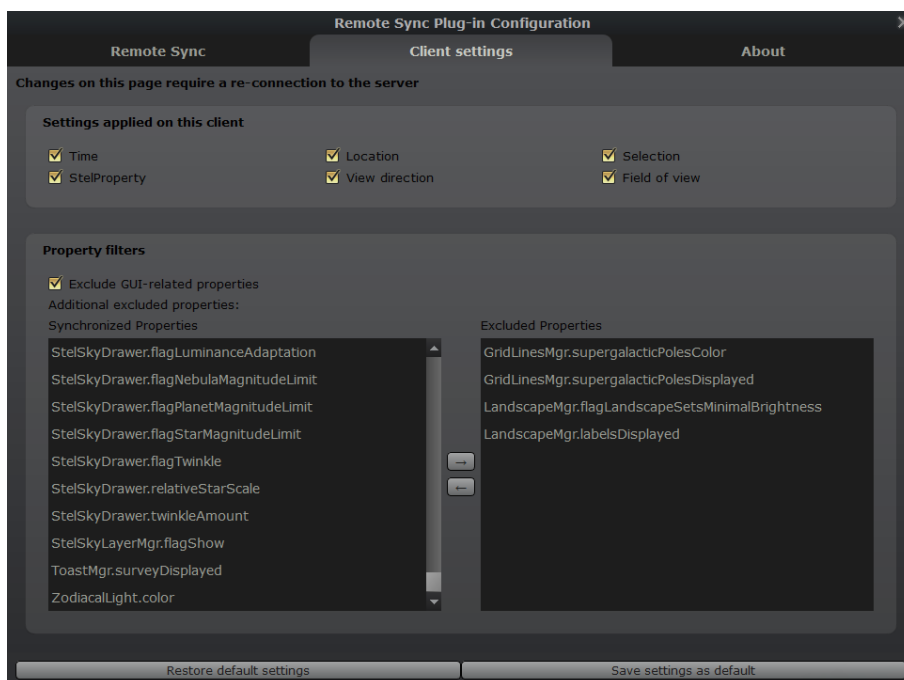 Remote Sync Plug-in Configuration
Remote Sync
Client settings
About
Changes on this page require a re-connection to the server
Settings applied on this client
Time
Location
Selection
StelProperty
View direction
Field of view
Property filters
Exclude GUI-related properties
Additional excluded properties:
Synchronized Properties
StelSkyDrawer.flagLuminanceAdaptation
StelSkyDrawer.flagNebulaMagnitudeLimit
StelSkyDrawer.flagPlanetMagnitudeLimit
StelSkyDrawer.flagStarMagnitudeLimit
StelSkyDrawer.flagTwinkle
StelSkyDrawer.relativeStarScale
StelSkyDrawer.twinkleAmount
StelSkyLayerMgr.flagShow
ToastMgr.surveyDisplayed
ZodiacalLight.color
→
←
Excluded Properties
GridLinesMgr.supergalacticPolesColor
GridLinesMgr.supergalacticPolesDisplayed
LandscapeMgr.flagLandscapeSetsMinimalBrightness
LandscapeMgr.labelsDisplayed
Restore default settings
Save settings as default